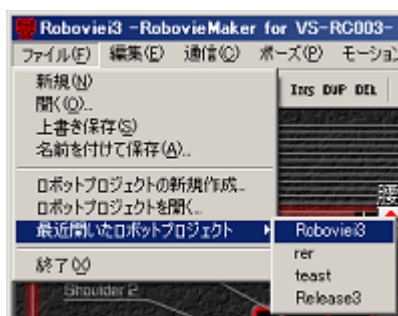 Roboviei3 -RobovieMaker for VS-RC003-
ファイル(F) 編集(E) 通信(C) ポーズ(P) モーション
新規(N)
開く(O)...
上書き保存(S)
名前を付けて保存(A)...
INS DUP DEL
ロボットプロジェクトの新規作成...
ロボットプロジェクトを開く...
最近開いたロボットプロジェクト
Roboviei3
rer
teast
Release3
終了(X)
Shoulder2